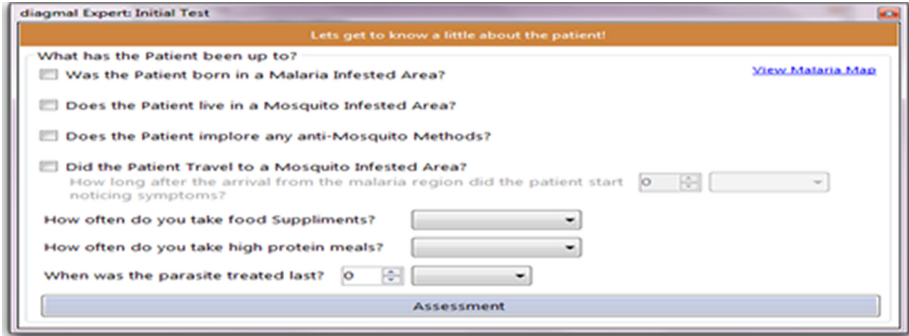 diagmal Expert: Initial Test
Lets get to know a little about the patient!
What has the Patient been up to?
Was the Patient born in a Malaria Infested Area?
View Malaria Map
Does the Patient live in a Mosquito Infested Area?
Does the Patient implore any anti-Mosquito Methods?
Did the Patient Travel to a Mosquito Infested Area?
How long after the arrival from the malaria region did the patient start 0
noticing symptoms?
How often do you take food Suppliments?
How often do you take high protein meals?
When was the parasite treated last? 0
Assessment